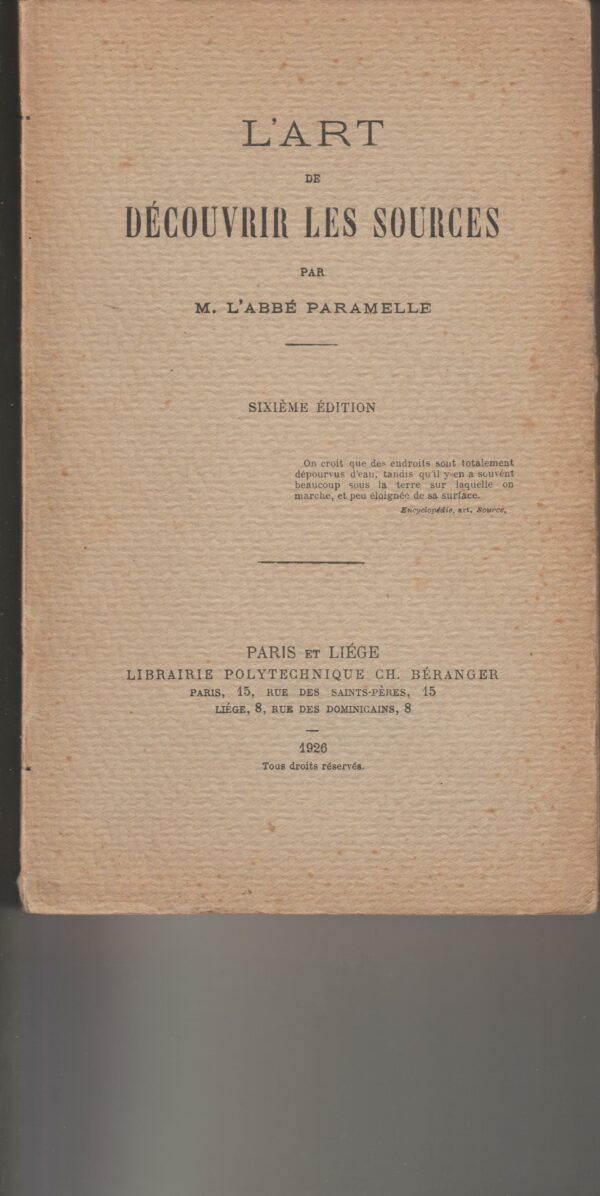 L'ART
DE
DÉCOUVRIR LES SOURCES
PAR
M. L'ABBÉ PARAMELLE
SIXIÈME ÉDITION
On croit que des endroits sont totalement
dépourvus d'eau, tandis qu'il y en a souvent
beaucoup sous la terre sur laquelle on
marche, et peu éloignée de sa surface.
Encyclopédie, art. Source.
PARIS ET LIÉGE
LIBRAIRIE POLYTECHNIQUE CH. BÉRANGER
PARIS, 15, RUE DES SAINTS-PÈRES, 15
LIÉGE, 8, RUE DES DOMINICAINS, 8
1926
Tous droits réservés.